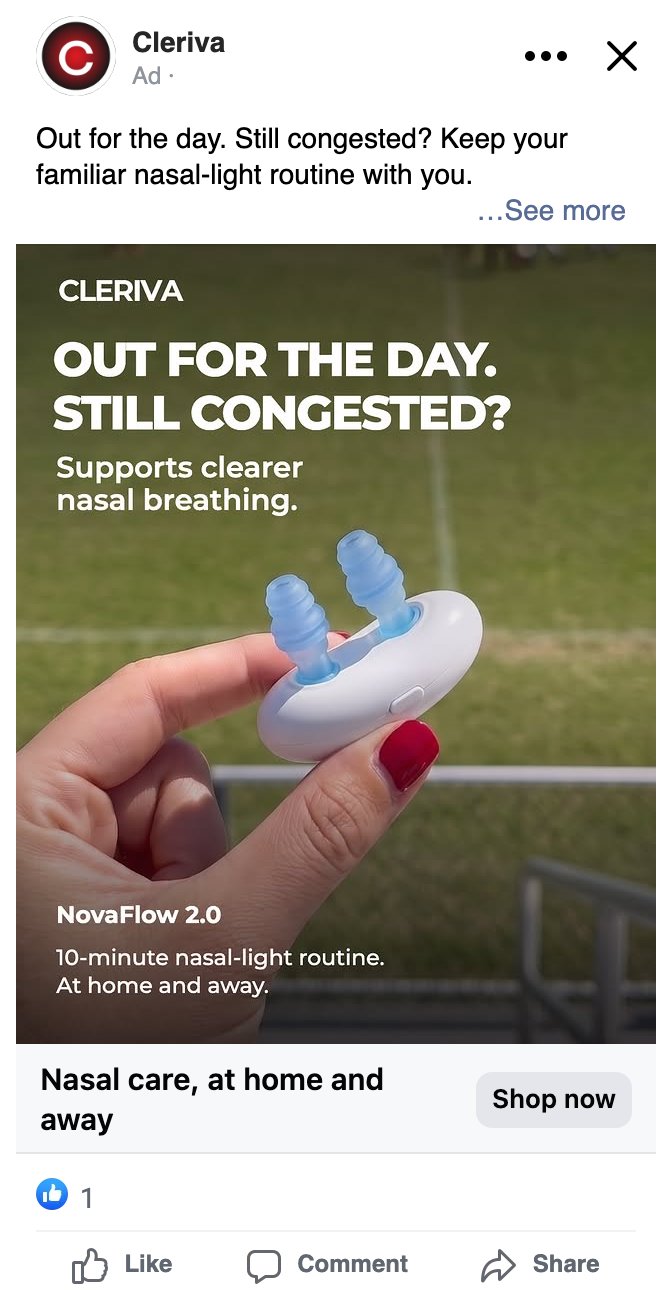 Cleriva
Ad ·
Out for the day. Still congested? Keep your
familiar nasal-light routine with you.
...See more
CLERIVA
OUT FOR THE DAY.
STILL CONGESTED?
Supports clearer
nasal breathing.
NovaFlow 2.0
10-minute nasal-light routine.
At home and away.
Nasal care, at home and
away
Shop now
1
Like
Comment
Share